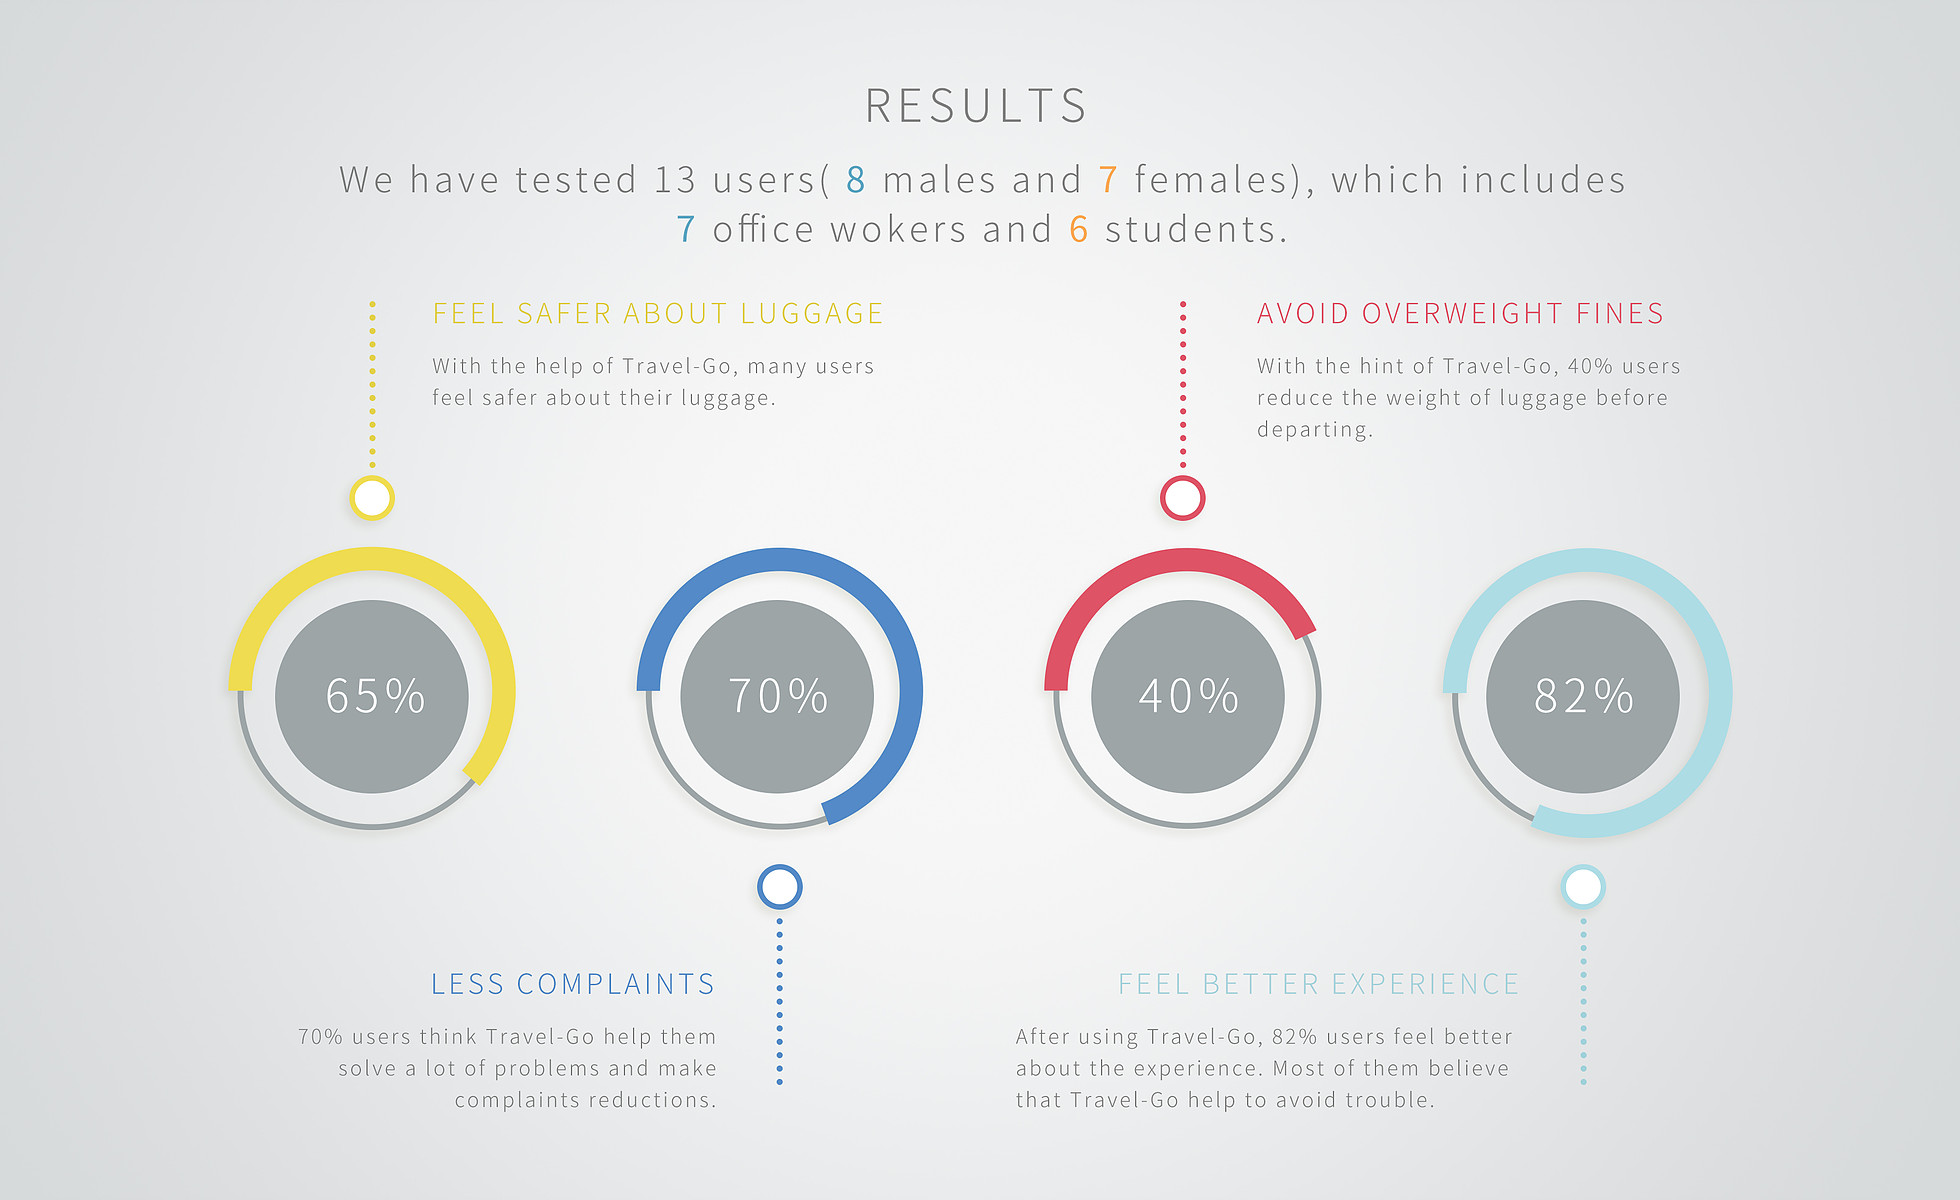 RESULTS
We have tested 13 users( 8 males and 7 females), which includes
7 office wokers and 6 students.
FEEL SAFER ABOUT LUGGAGE
With the help of Travel-Go, many users
feel safer about their luggage.
AVOID OVERWEIGHT FINES
With the hint of Travel-Go, 40% users
reduce the weight of luggage before
departing.
65%
70%
40%
82%
LESS COMPLAINTS
70% users think Travel-Go help them
solve a lot of problems and make
complaints reductions.
FEEL BETTER EXPERIENCE
After using Travel-Go, 82% users feel better
about the experience. Most of them believe
that Travel-Go help to avoid trouble.